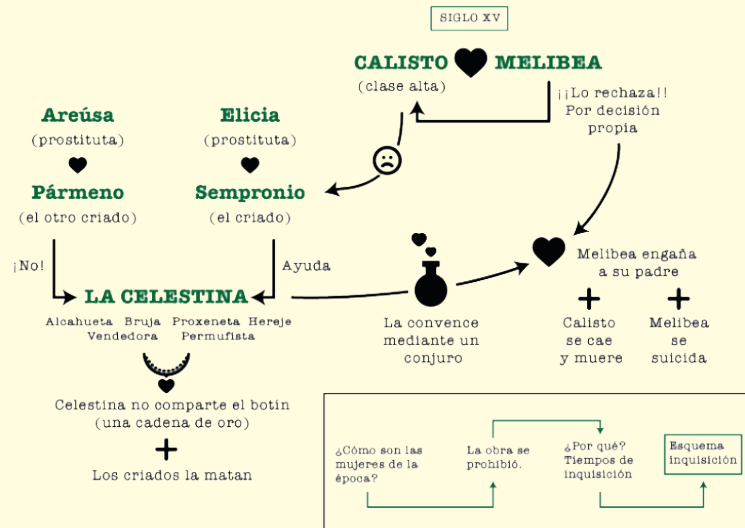 SIGLO XV
CALISTO MELIBEA
(clase alta)
¡¡Lo rechaza!!
Por decisión
propia
Areúsa
(prostituta)
Pármeno
(el otro criado)
Elicia
(prostituta)
Sempronio
(el criado)
¡No!
Ayuda
LA CELESTINA
Alcahueta Bruja Proxeneta Hereje
Vendedora Permufista
La convence
mediante un
conjuro
Melibea engaña
a su padre
+ +
Calisto
se cae
y muere
Melibea
se
suicida
Celestina no comparte el botín
(una cadena de oro)
+
Los criados la matan
¿Cómo son las
mujeres de la
época?
La obra se
prohibió.
¿Por qué?
Tiempos de
inquisición
Esquema
inquisición